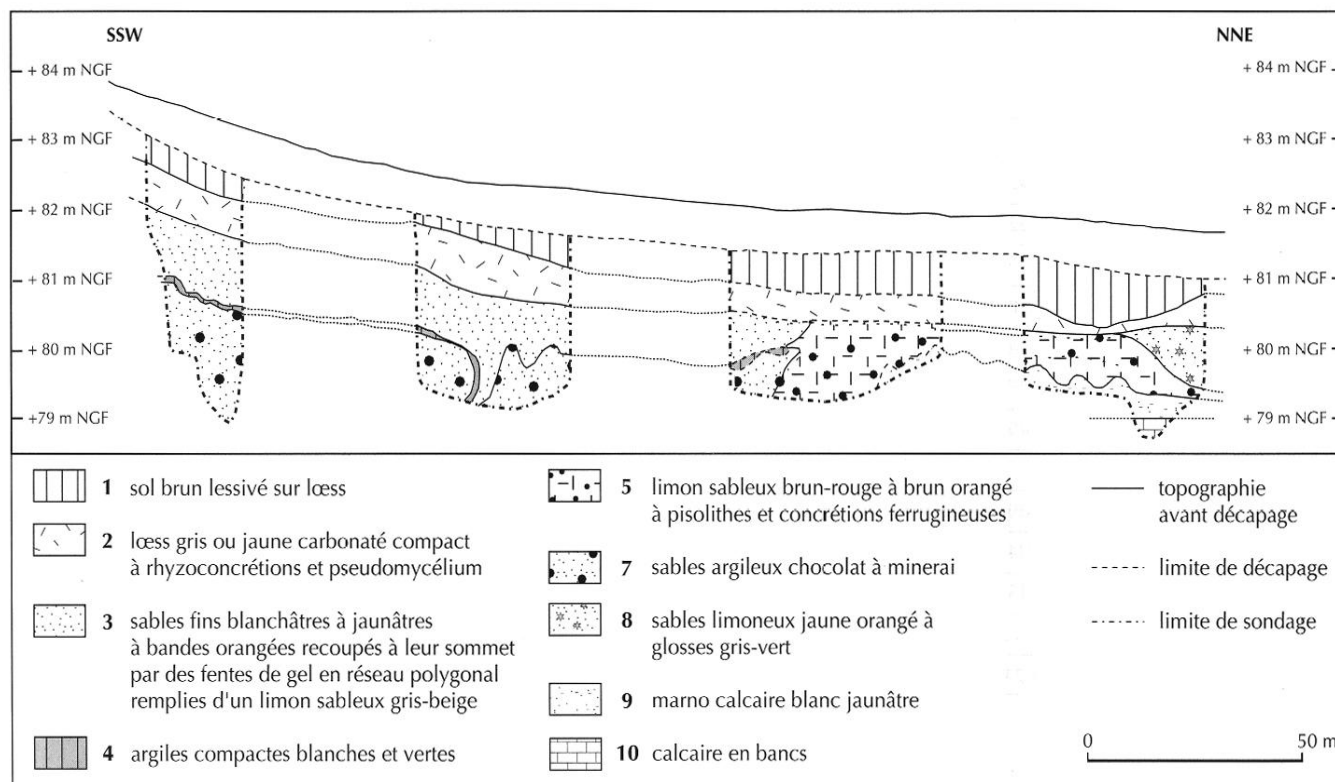 SSW
NNE
+ 84 m NGF
+ 84 m NGF
+ 83 m NGF
+ 83 m NGF
+ 82 m NGF
+ 82 m NGF
+ 81 m NGF
+ 81 m NGF
+ 80 m NGF
+ 80 m NGF
+79 m NGF
+ 79 m NGF
1 sol brun lessivé sur lœss
2 lœss gris ou jaune carbonaté compact
à rhyzoconcrétions et pseudomycélium
3 sables fins blanchâtres à jaunâtres
à bandes orangées recoupés à leur sommet
par des fentes de gel en réseau polygonal
remplies d'un limon sableux gris-beige
4 argiles compactes blanches et vertes
5 limon sableux brun-rouge à brun orangé
à pisolithes et concrétions ferrugineuses
7 sables argileux chocolat à minerai
8 sables limoneux jaune orangé à
glosses gris-vert
9 marno calcaire blanc jaunâtre
10 calcaire en bancs
topographie
avant décapage
limite de décapage
limite de sondage
0 50 m